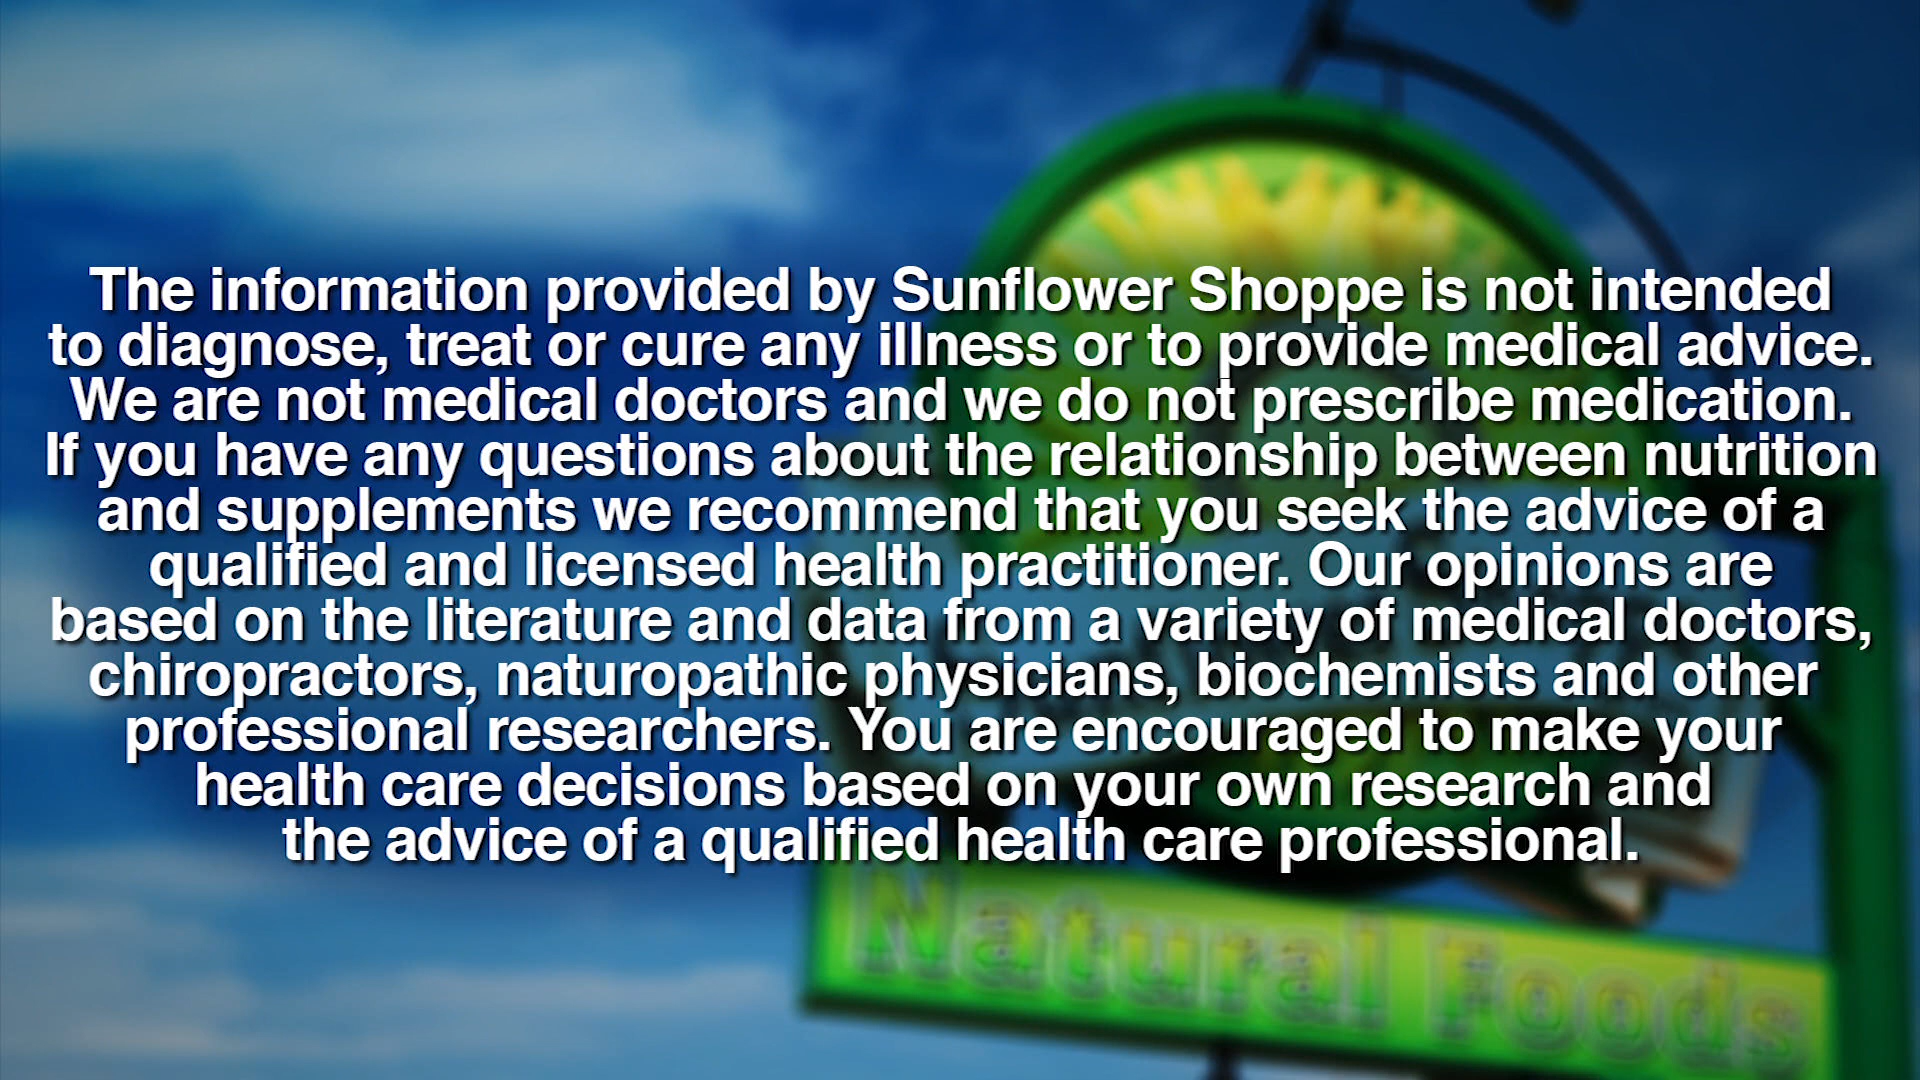 The information provided by Sunflower Shoppe is not intended
to diagnose, treat or cure any illness or to provide medical advice.
We are not medical doctors and we do not prescribe medication.
If you have any questions about the relationship between nutrition
and supplements we recommend that you seek the advice of a
qualified and licensed health practitioner. Our opinions are
based on the literature and data from a variety of medical doctors,
chiropractors, naturopathic physicians, biochemists and other
professional researchers. You are encouraged to make your
health care decisions based on your own research and
the advice of a qualified health care professional.
Natural Foods